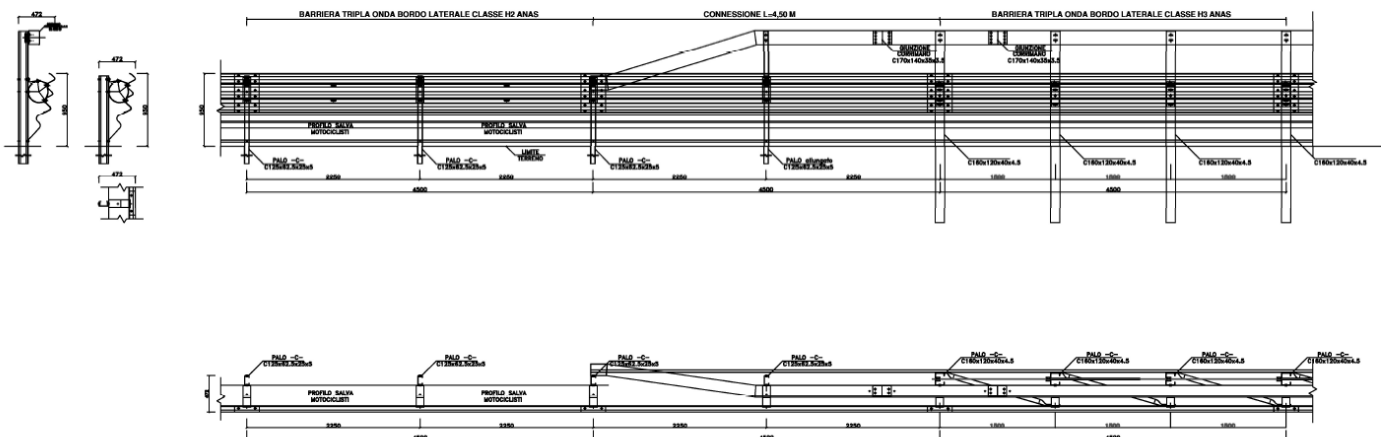 472
BARRIERA TRIPLA ONDA BORDO LATERALE CLASSE H2 ANAS
CONNESSIONE L=4,50 M
BARRIERA TRIPLA ONDA BORDO LATERALE CLASSE H3 ANAS
GIUNZIONE
CORRIMANO
C170x140x35x3.5
GIUNZIONE
CORRIMANO
C170x140x35x3.5
472
950
950
950
PROFILO SALVA
MOTOCICLISTI
PROFILO SALVA
MOTOCICLISTI
LIMITE
TERRENO
PALO -C-
C125x62.5x25x5
PALO -C-
C125x62.5x25x5
PALO -C-
C125x62.5x25x5
PALO allungato
C125x62.5x25x5
C160x120x40x4.5
C160x120x40x4.5
C160x120x40x4.5
C160x120x40x4.5
472
2250
2250
2250
2250
1500
1500
1500
4500
4500
4500
PALO -C-
C125x62.5x25x5
PALO -C-
C125x62.5x25x5
PALO -C-
C125x62.5x25x5
PALO -C-
C125x62.5x25x5
PALO -C-
C160x120x40x4.5
PALO -C-
C160x120x40x4.5
PALO -C-
C160x120x40x4.5
PALO -C-
C160x120x40x4.5
472
PROFILO SALVA
MOTOCICLISTI
PROFILO SALVA
MOTOCICLISTI
2250
2250
2250
2250
1500
1500
1500